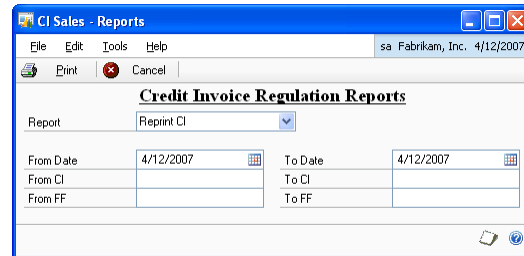 CI Sales - Reports
File Edit Tools Help sa Fabrikam, Inc. 4/12/2007
Print Cancel
Credit Invoice Regulation Reports
Report Reprint CI
From Date 4/12/2007 To Date 4/12/2007
From CI To CI
From FF To FF